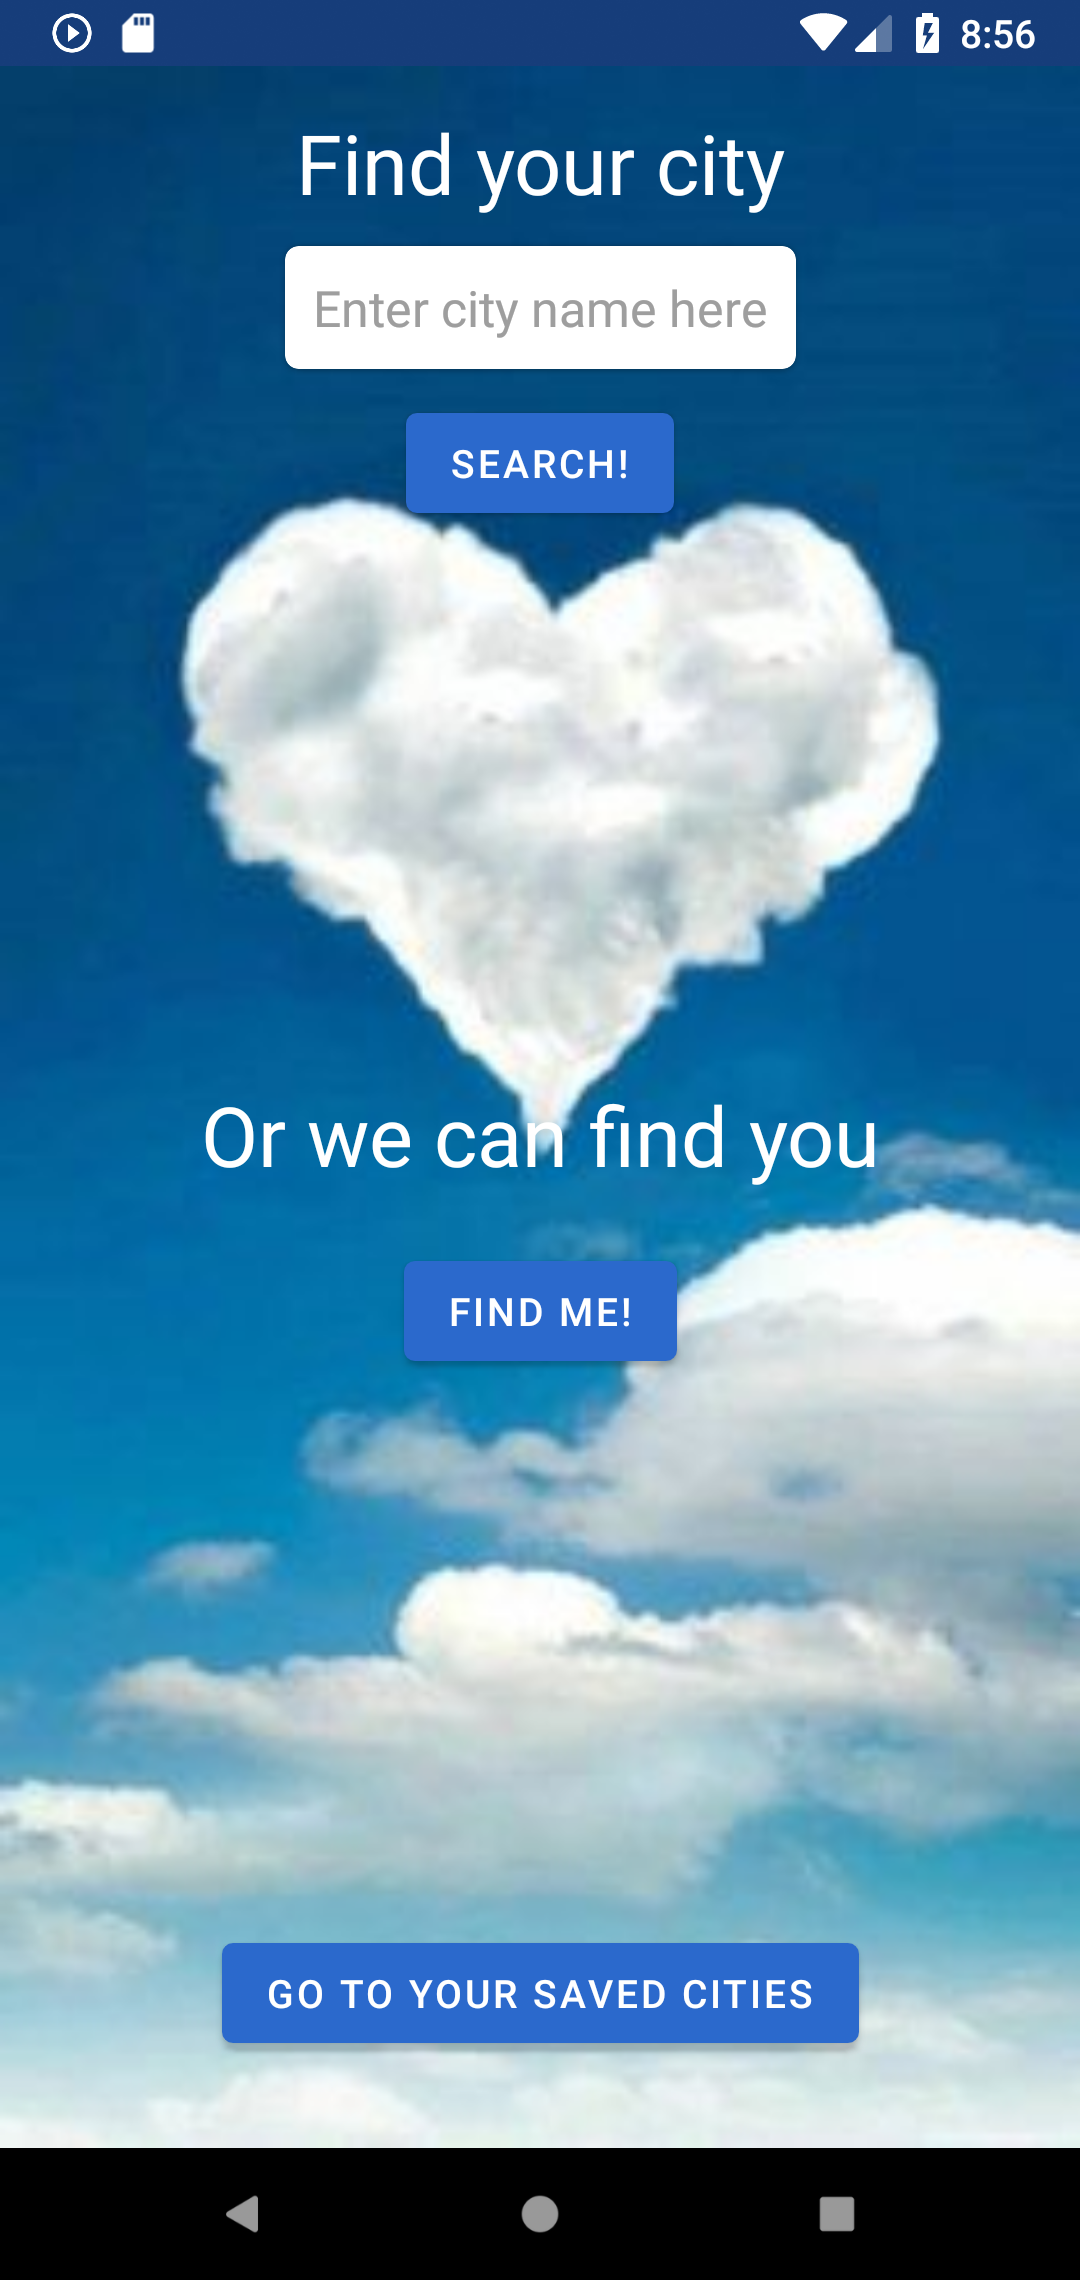 8:56
Find your city
Enter city name here
SEARCH!
Or we can find you
FIND ME!
GO TO YOUR SAVED CITIES